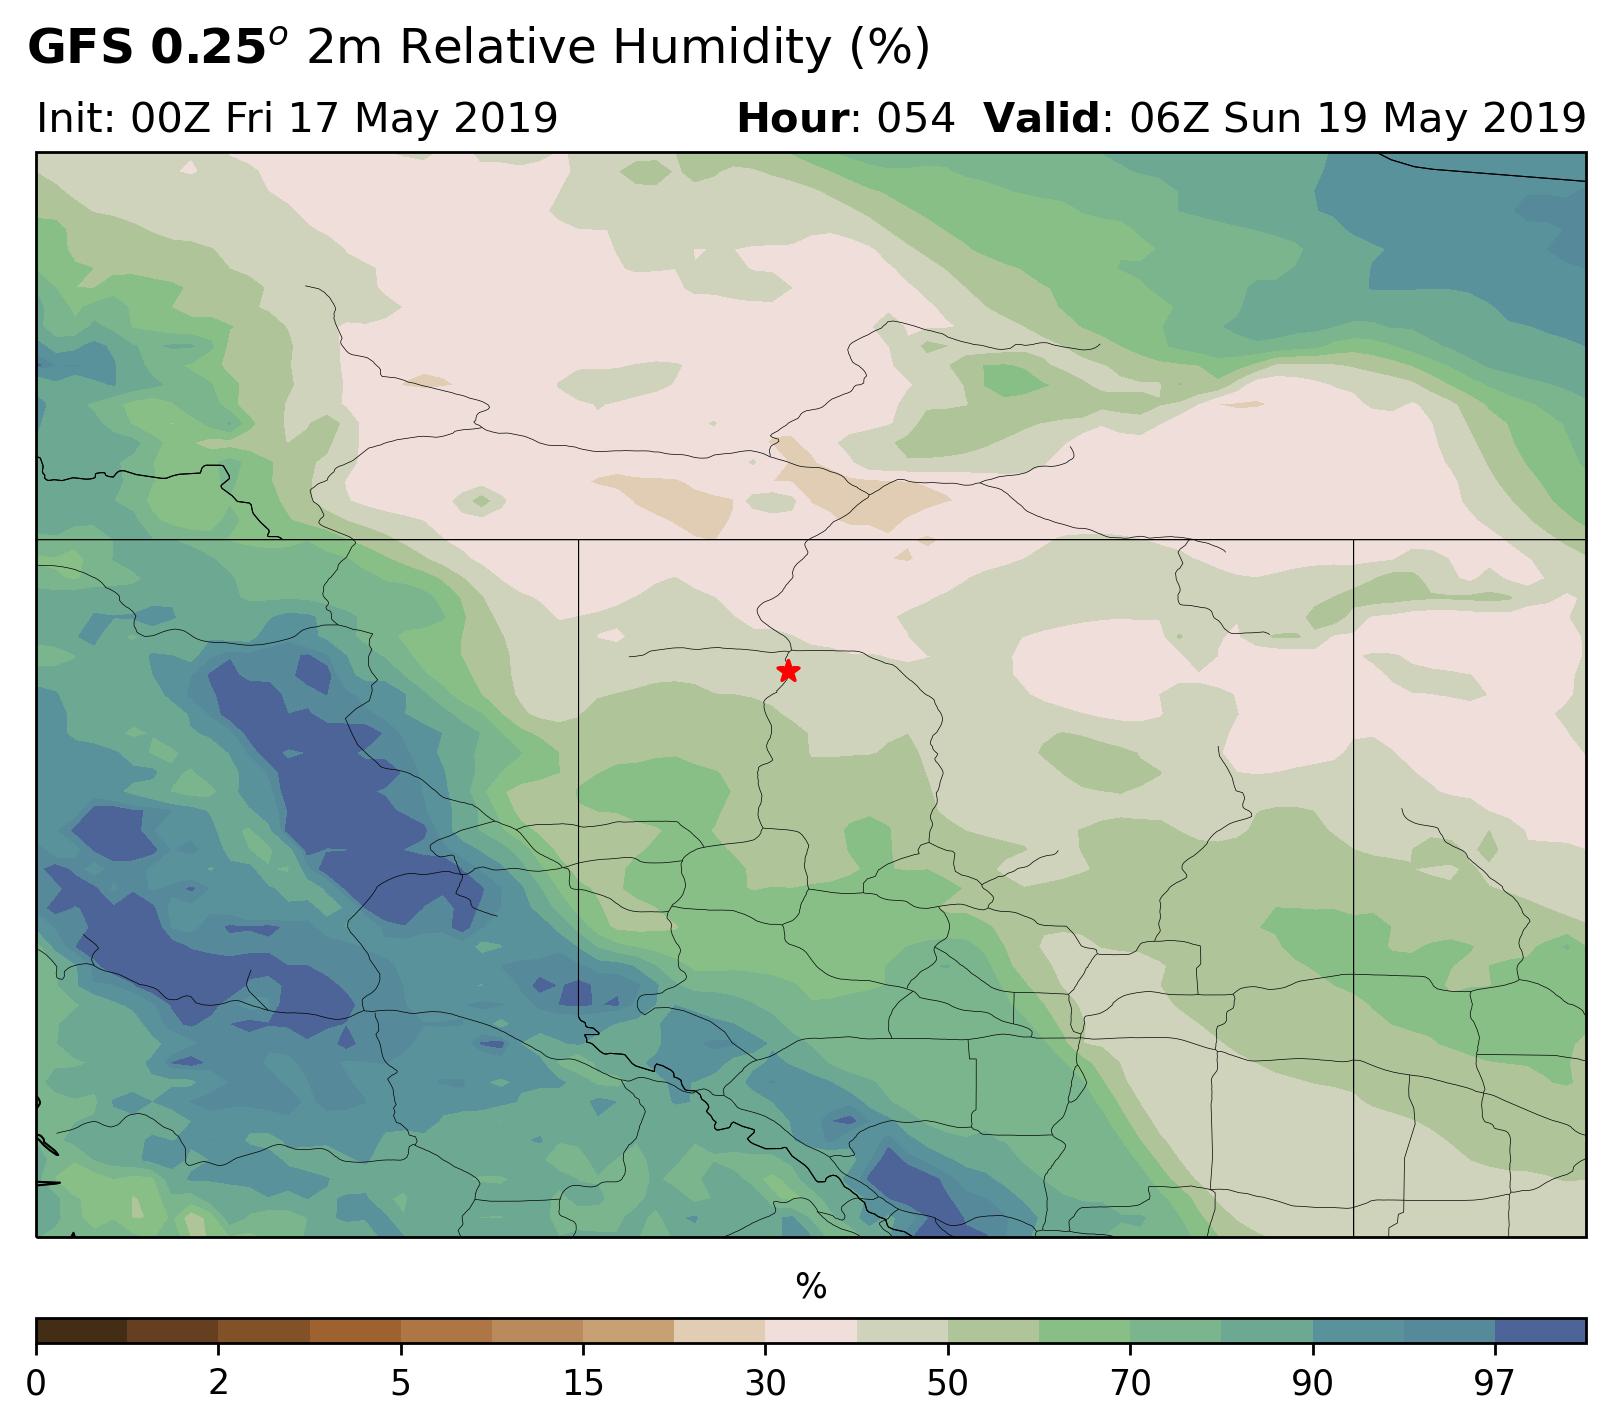 GFS 0.25° 2m Relative Humidity (%)
Init: 00Z Fri 17 May 2019 Hour: 054 Valid: 06Z Sun 19 May 2019
%
0 2 5 15 30 50 70 90 97